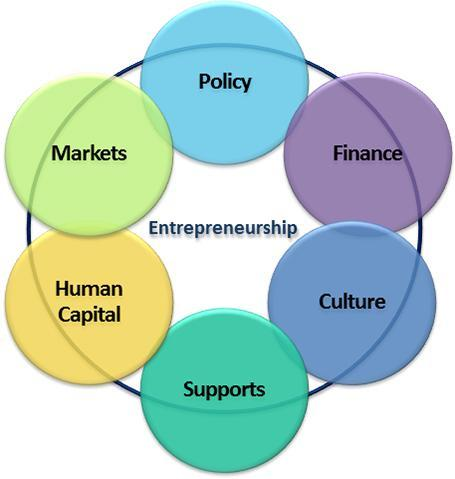 Policy
Markets
Finance
Entrepreneurship
Human
Capital
Culture
Supports